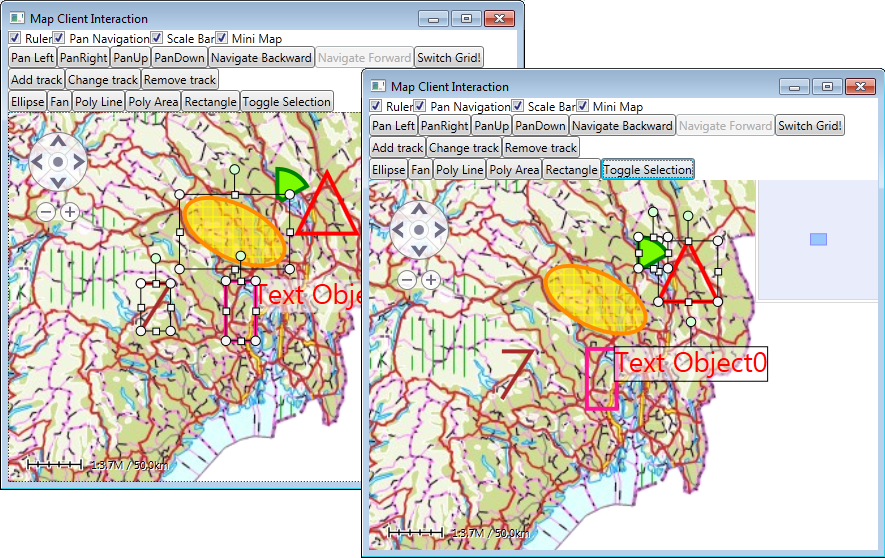 Map Client Interaction
Ruler Pan Navigation Scale Bar Mini Map
Pan Left PanRight PanUp PanDown Navigate Backward Navigate Forward Switch Grid!
Add track Change track Remove track
Ellipse Fan Poly Line Poly Area Rectangle Toggle Selection
Text Obje
1:3.7M / 50,0km
Map Client Interaction
Ruler Pan Navigation Scale Bar Mini Map
Pan Left PanRight PanUp PanDown Navigate Backward Navigate Forward Switch Grid!
Add track Change track Remove track
Ellipse Fan Poly Line Poly Area Rectangle Toggle Selection
Text Object0
1:3.7M / 50,0km